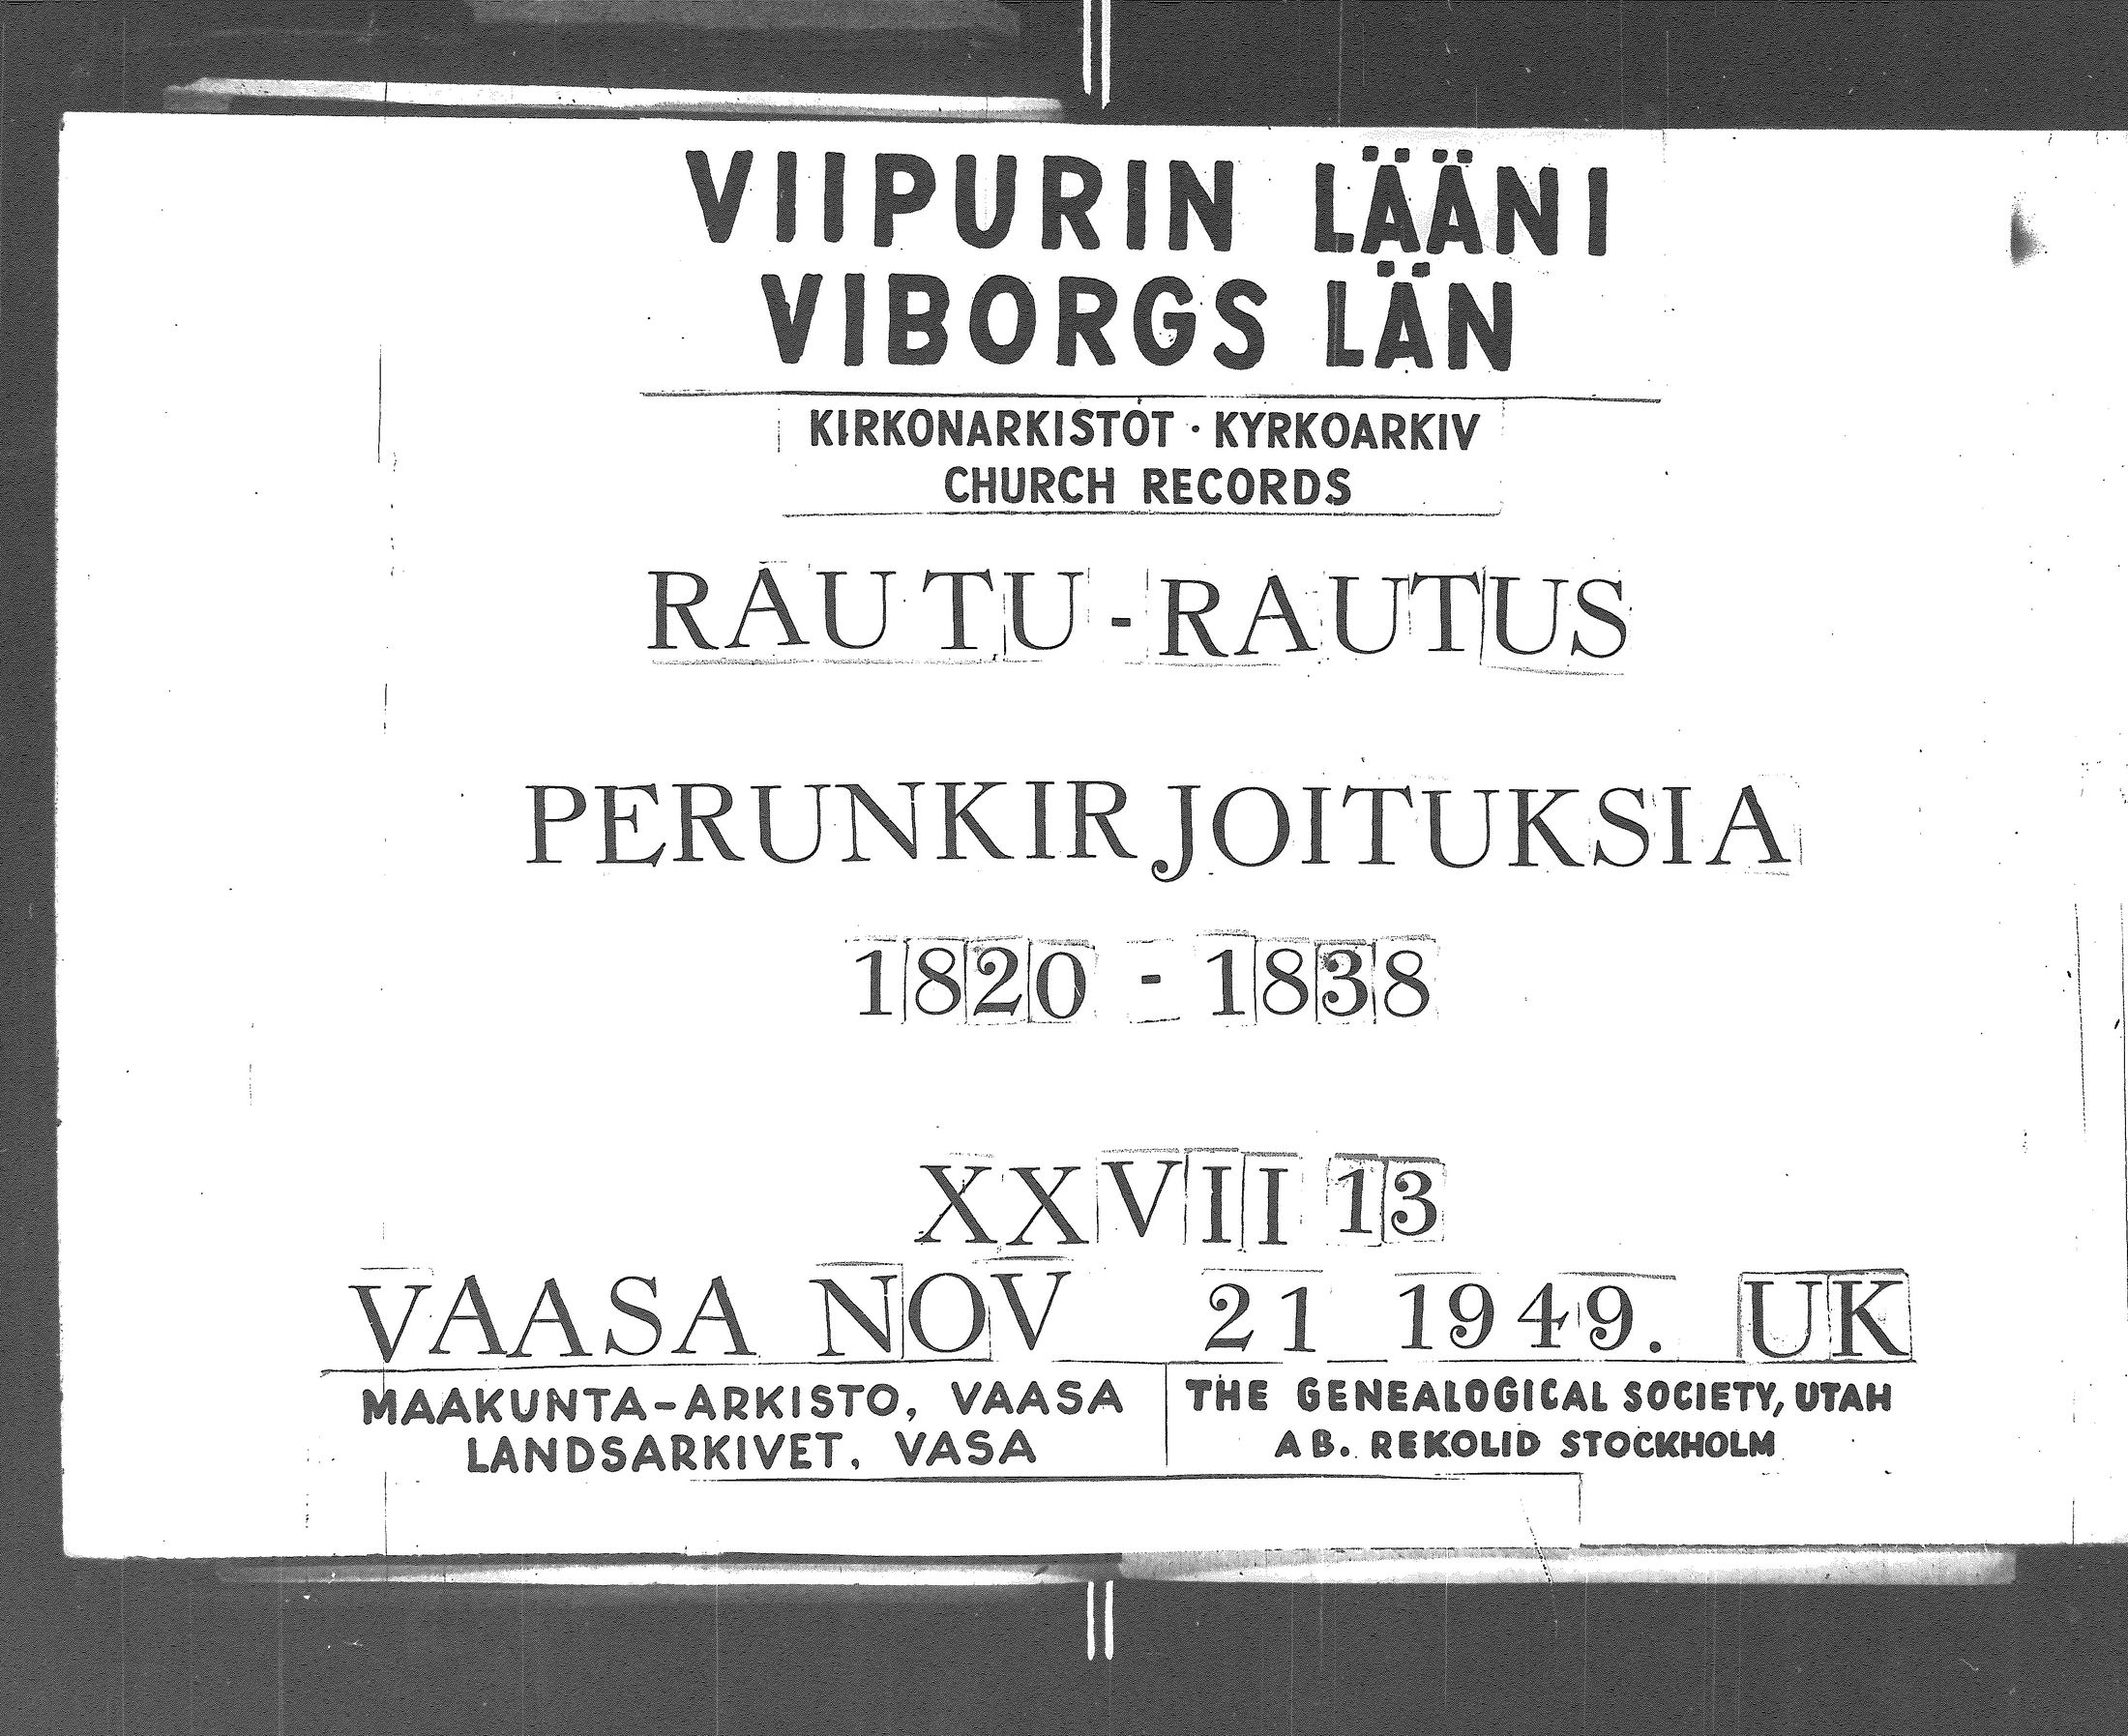 VIIPURIN LÄÄNI
VIBORGS LÄN
KIRKONARKISTOT · KYRKOARKIV
CHURCH RECORDS
RAUTU - RAUTUS
PERUNKIRJOITUKSIA
1820 - 1838
XXVII 13
VAASA NOV 21 1949. UK
MAAKUNTA-ARKISTO, VAASA
LANDSARKIVET, VASA
THE GENEALOGICAL SOCIETY, UTAH
AB. REKOLID STOCKHOLM